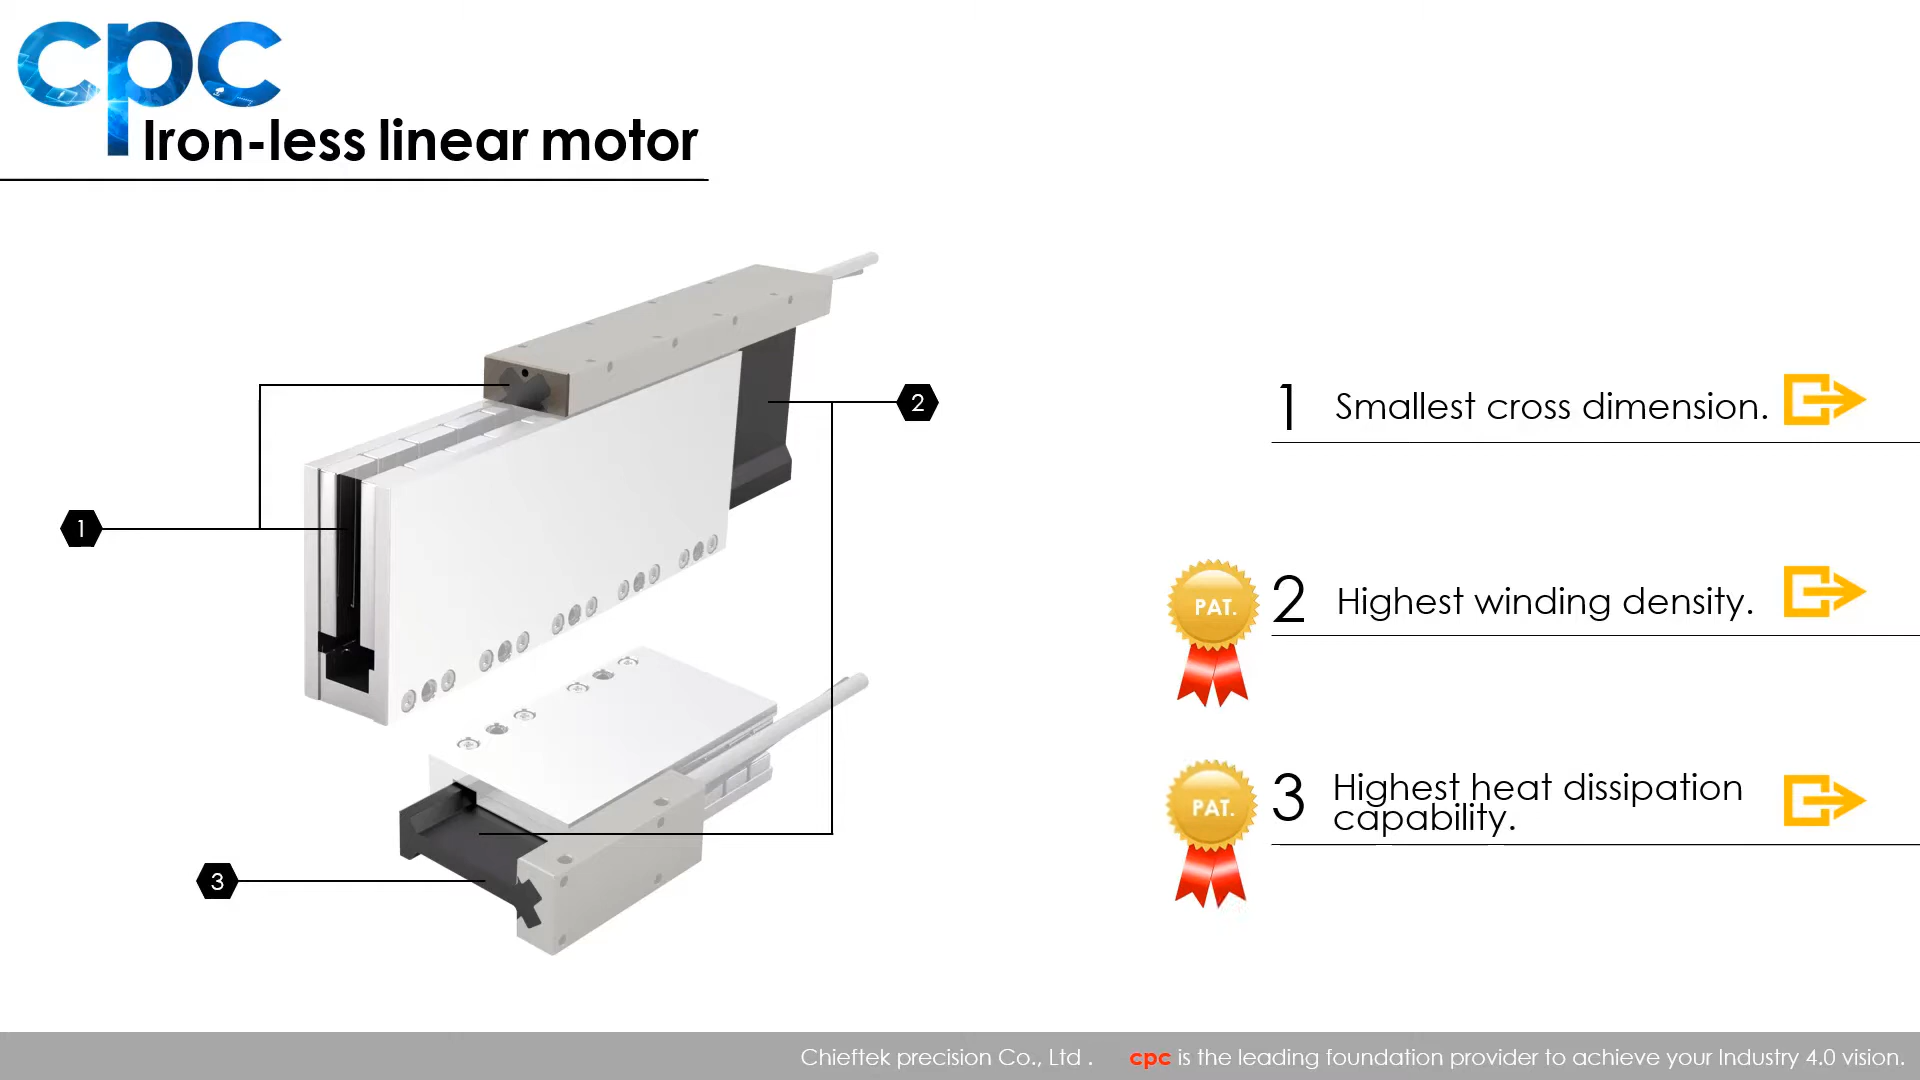 cpc
Iron-less linear motor
1
2
3
1 Smallest cross dimension.
PAT. 2 Highest winding density.
PAT. 3 Highest heat dissipation
capability.
Chieftek precision Co., Ltd . cpc is the leading foundation provider to achieve your Industry 4.0 vision.